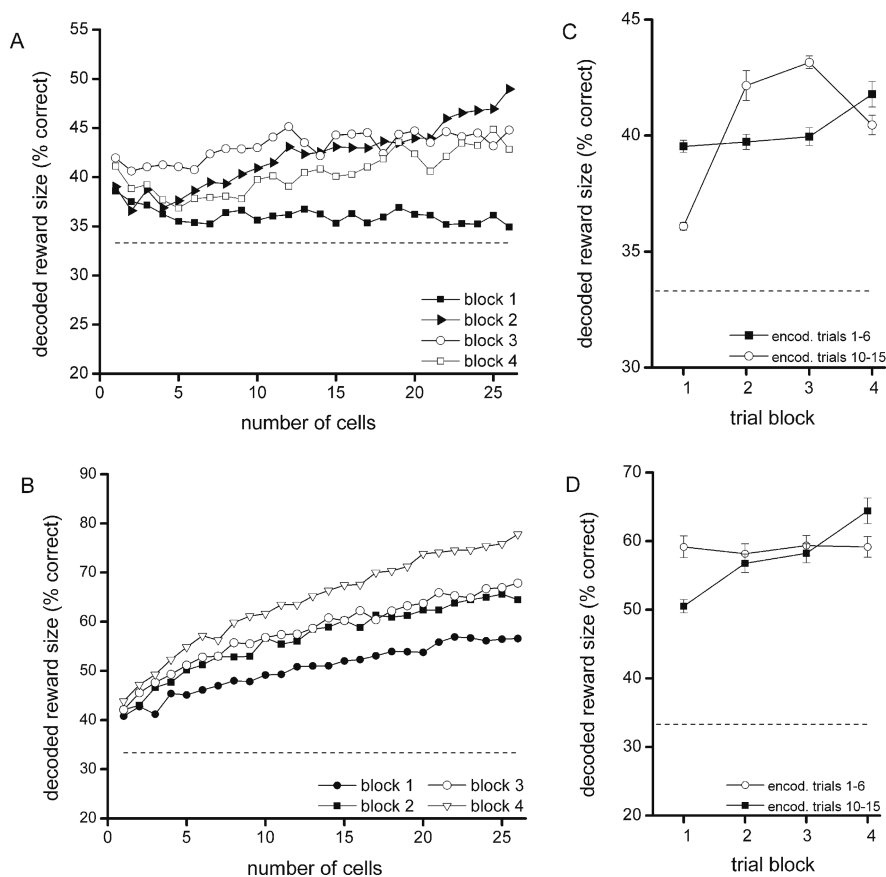 A
decoded reward size (% correct)
55
50
45
40
35
30
25
20
0 5 10 15 20 25
number of cells
block 1
block 2
block 3
block 4
C
decoded reward size (% correct)
45
40
35
30
1 2 3 4
trial block
encod. trials 1-6
encod. trials 10-15
B
decoded reward size (% correct)
90
80
70
60
50
40
30
20
0 5 10 15 20 25
number of cells
block 1 block 3
block 2 block 4
D
decoded reward size (% correct)
70
60
50
40
30
20
1 2 3 4
trial block
encod. trials 1-6
encod. trials 10-15